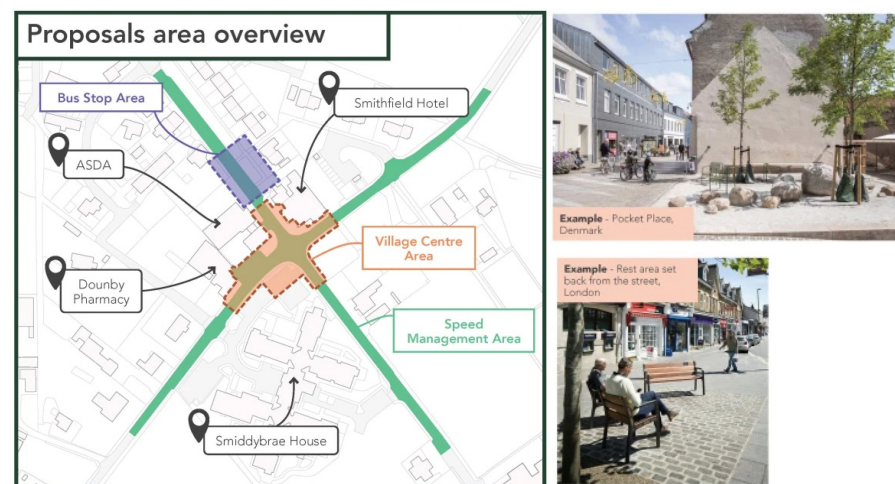 Proposals area overview
Bus Stop Area
Smithfield Hotel
ASDA
Village Centre
Area
Dounby
Pharmacy
Speed
Management Area
Smiddybrae House
Example - Pocket Place,
Denmark
Example - Rest area set
back from the street,
London